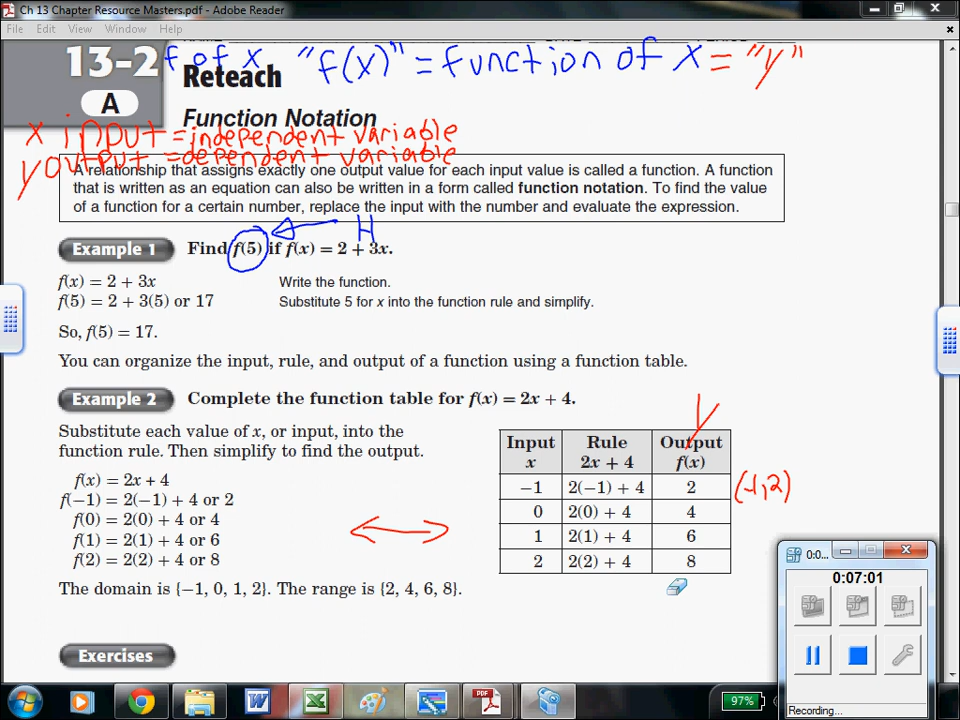 Ch 13 Chapter Resource Masters.pdf - Adobe Reader
File Edit View Window Help
13-2
f of x "f(x)" = function of x = "y"
Reteach
A
Function Notation
x input = independent variable
y output = dependent variable
A relationship that assigns exactly one output value for each input value is called a function. A function
that is written as an equation can also be written in a form called function notation. To find the value
of a function for a certain number, replace the input with the number and evaluate the expression.
H
Example 1 Find f(5) if f(x) = 2 + 3x.
f(x) = 2 + 3x Write the function.
f(5) = 2 + 3(5) or 17 Substitute 5 for x into the function rule and simplify.
So, f(5) = 17.
You can organize the input, rule, and output of a function using a function table.
Example 2 Complete the function table for f(x) = 2x + 4.
y
Substitute each value of x, or input, into the
function rule. Then simplify to find the output.
f(x) = 2x + 4
f(−1) = 2(−1) + 4 or 2
f(0) = 2(0) + 4 or 4
f(1) = 2(1) + 4 or 6
f(2) = 2(2) + 4 or 8
Input Rule Output
x 2x + 4 f(x)
−1 2(−1) + 4 2 (-1,2)
0 2(0) + 4 4
1 2(1) + 4 6
2 2(2) + 4 8
The domain is {−1, 0, 1, 2}. The range is {2, 4, 6, 8}.
Exercises
0:0...
0:07:01
Recording...
97%